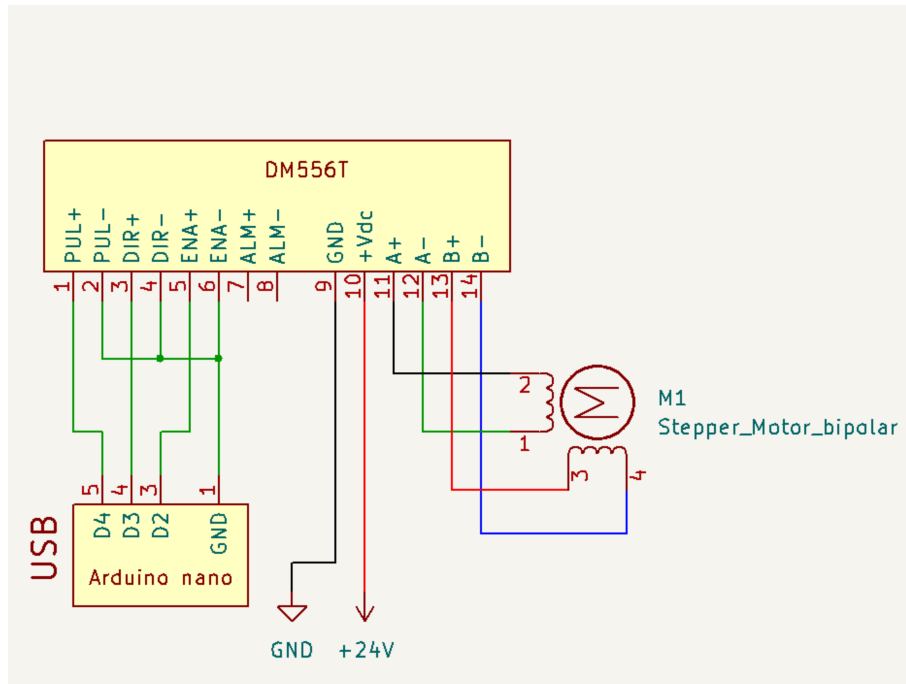 DM556T
PUL+
PUL-
DIR+
DIR-
ENA+
ENA-
ALM+
ALM-
GND
+Vdc
A+
A-
B+
B-
1
2
3
4
5
6
7
8
9
10
11
12
13
14
2
1
3
4
M1
Stepper_Motor_bipolar
5
4
3
1
D4
D3
D2
GND
Arduino nano
USB
GND
+24V